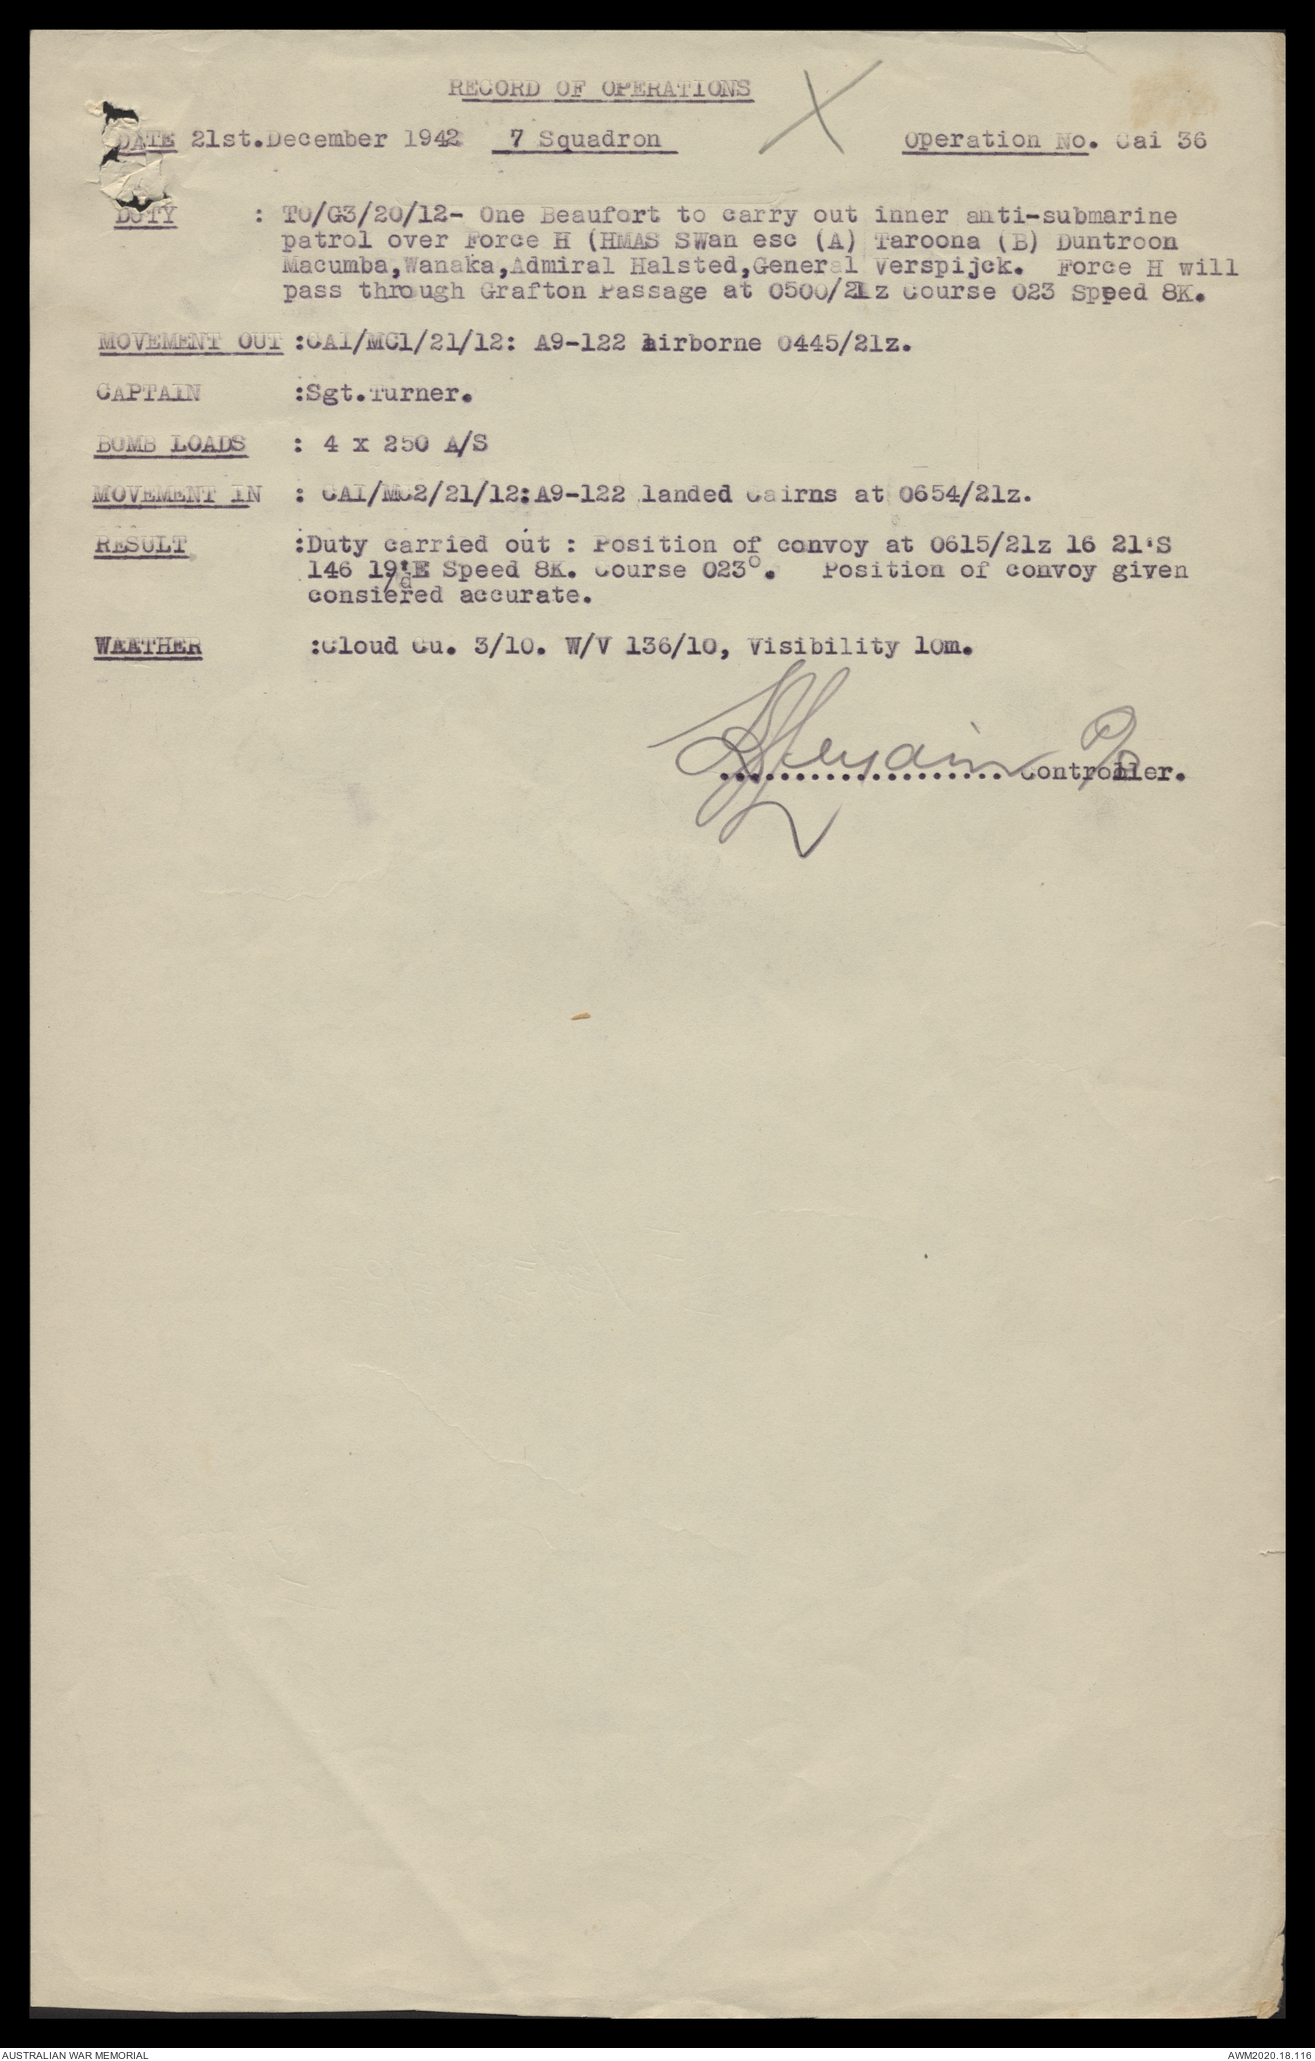 RECORD OF OPERATIONS
DATE 21st.December 1942 7 Squadron Operation No. Cai 36
DUTY : TO/G3/20/12- One Beaufort to carry out inner anti-submarine
patrol over Force H (HMAS SWan esc (A) Taroona (B) Duntroon
Macumba,Wanaka,Admiral Halsted,General Verspijck. Force H will
pass through Grafton Passage at 0500/21z Course 023 Speed 8K.
MOVEMENT OUT :CAI/MC1/21/12: A9-122 airborne 0445/21z.
CAPTAIN :Sgt.Turner.
BOMB LOADS : 4 x 250 A/S
MOVEMENT IN : CAI/MC2/21/12:A9-122 landed Cairns at 0654/21z.
RESULT :Duty carried out : Position of convoy at 0615/21z 16 21'S
146 19'E Speed 8K. Course 023°. Position of convoy given
consid ered accurate.
WEATHER :Cloud Cu. 3/10. W/V 136/10, Visibility 10m.
.................... Controller.
AUSTRALIAN WAR MEMORIAL AWM2020.18.116